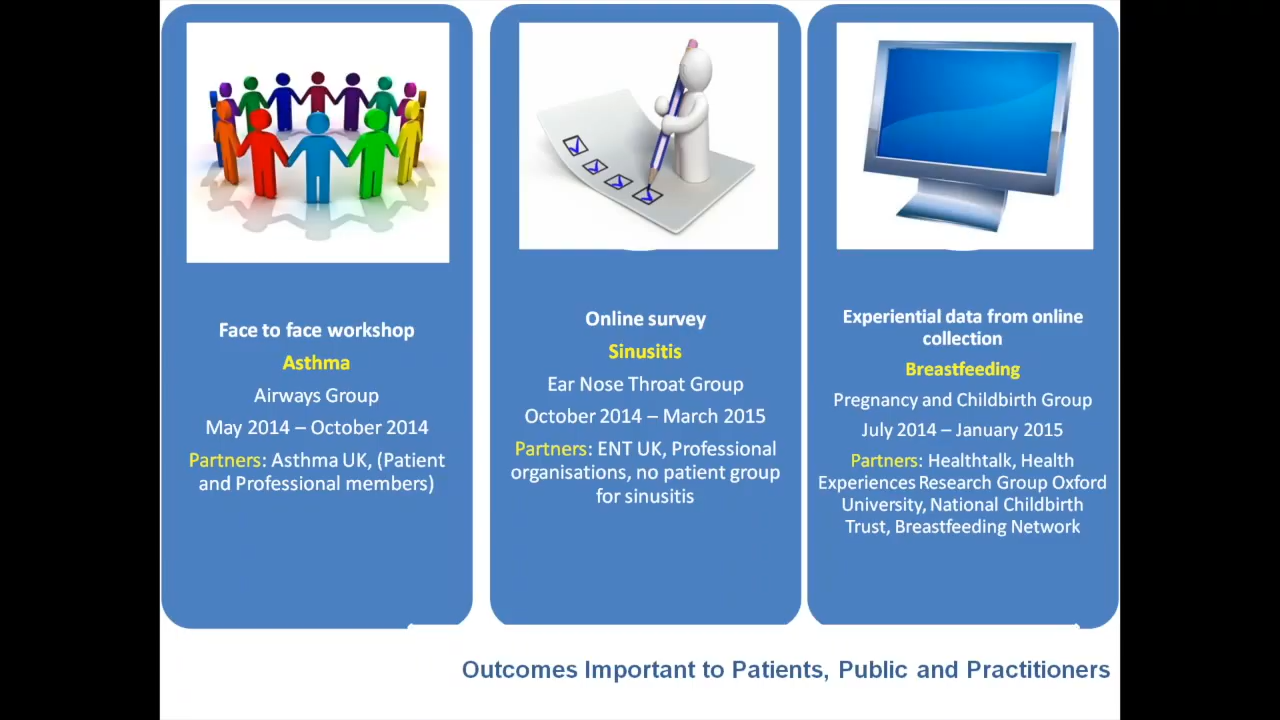 Face to face workshop
Asthma
Airways Group
May 2014 – October 2014
Partners: Asthma UK, (Patient
and Professional members)
Online survey
Sinusitis
Ear Nose Throat Group
October 2014 – March 2015
Partners: ENT UK, Professional
organisations, no patient group
for sinusitis
Experiential data from online
collection
Breastfeeding
Pregnancy and Childbirth Group
July 2014 – January 2015
Partners: Healthtalk, Health
Experiences Research Group Oxford
University, National Childbirth
Trust, Breastfeeding Network
Outcomes Important to Patients, Public and Practitioners